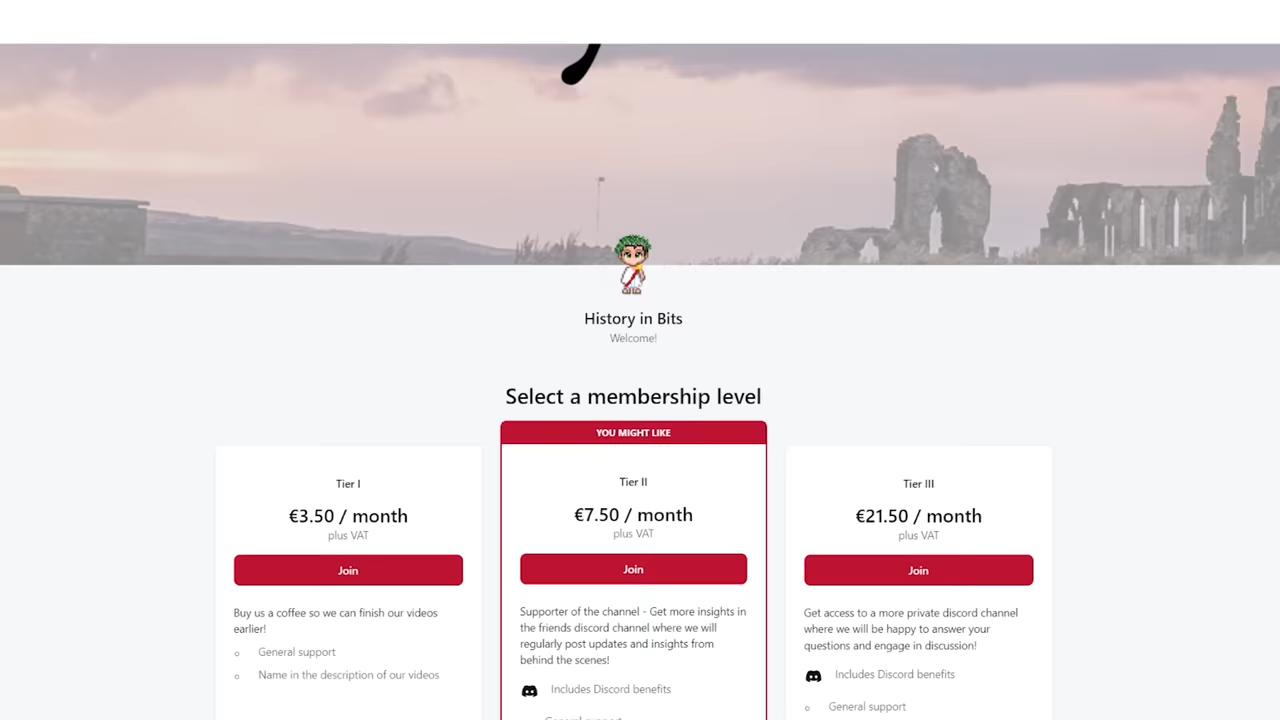 History in Bits
Welcome!
Select a membership level
YOU MIGHT LIKE
Tier I
€3.50 / month
plus VAT
Join
Buy us a coffee so we can finish our videos
earlier!
General support
Name in the description of our videos
Tier II
€7.50 / month
plus VAT
Join
Supporter of the channel - Get more insights in
the friends discord channel where we will
regularly post updates and insights from
behind the scenes!
Includes Discord benefits
General support
Tier III
€21.50 / month
plus VAT
Join
Get access to a more private discord channel
where we will be happy to answer your
questions and engage in discussion!
Includes Discord benefits
General support